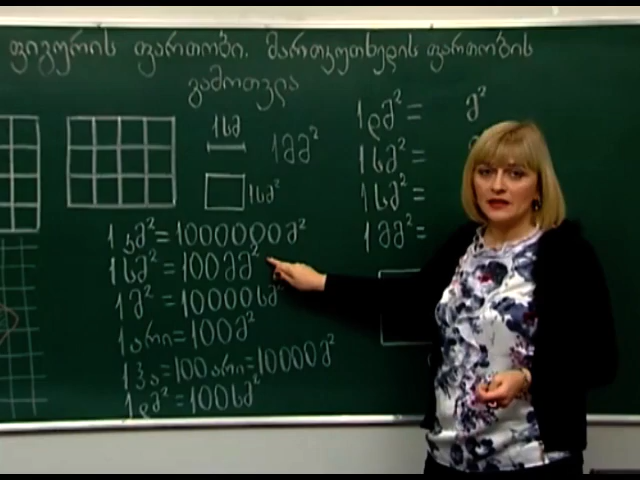 ფიგურის ფართობი. მართკუთხედის ფართობის
გამოთვლა
1სმ
1მმ²
1სმ²
1კმ²=1000000მ²
1სმ²=100მმ²
1მ²=10000სმ²
1არი=100მ²
1ჰა=100არი=10000მ²
1დმ²=100სმ²
1დმ²= მ²
1სმ²=
1სმ²=
1მმ²=